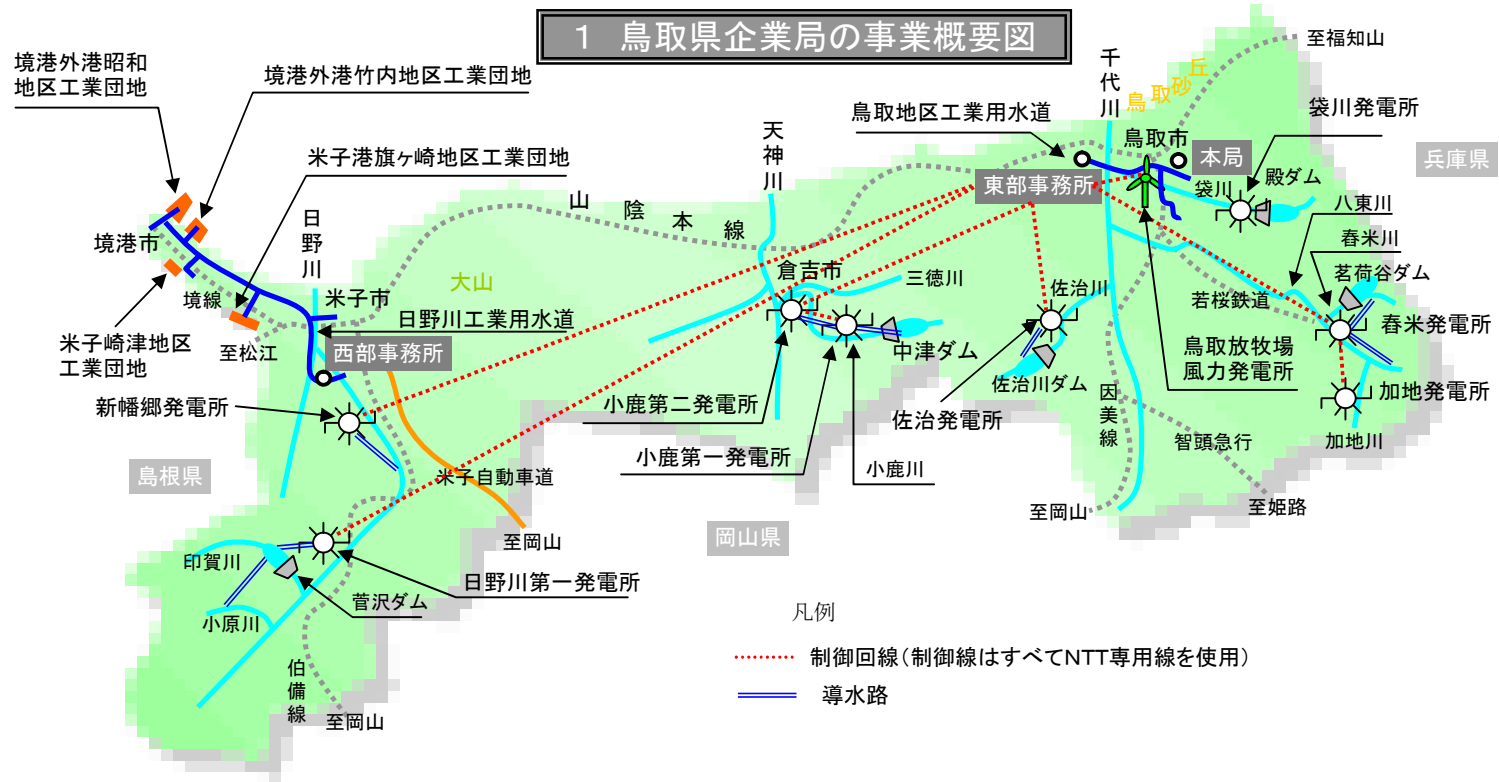 1 鳥取県企業局の事業概要図
境港外港昭和
地区工業団地
境港外港竹内地区工業団地
米子港旗ヶ崎地区工業団地
境港市
境線
米子崎津地区
工業団地
至松江
日野川
米子市
日野川工業用水道
西部事務所
新幡郷発電所
島根県
大山
山陰本線
米子自動車道
至岡山
印賀川
小原川
菅沢ダム
日野川第一発電所
伯備線
至岡山
天神川
倉吉市
三徳川
中津ダム
小鹿第二発電所
小鹿第一発電所
小鹿川
岡山県
鳥取地区工業用水道
千代川
鳥取砂丘
至福知山
鳥取市
本局
東部事務所
袋川発電所
袋川
殿ダム
兵庫県
八東川
舂米川
茗荷谷ダム
若桜鉄道
舂米発電所
鳥取放牧場
風力発電所
加地発電所
加地川
佐治川
佐治川ダム
佐治発電所
因美線
智頭急行
至岡山
至姫路
凡例
制御回線(制御線はすべてNTT専用線を使用)
導水路